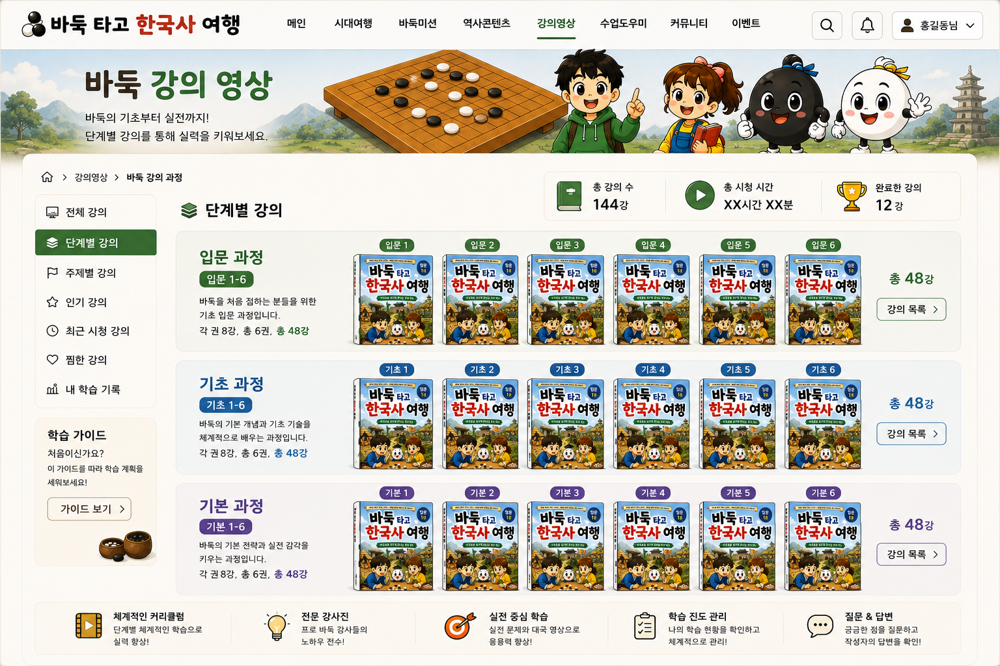 바둑 타고 한국사 여행
메인
시대여행
바둑미션
역사콘텐츠
강의영상
수업도우미
커뮤니티
이벤트
홍길동님
바둑 강의 영상
바둑의 기초부터 실전까지!
단계별 강의를 통해 실력을 키워보세요.
강의영상
바둑 강의 과정
총 강의 수
144강
총 시청 시간
XX시간 XX분
완료한 강의
12 강
전체 강의
단계별 강의
주제별 강의
인기 강의
최근 시청 강의
찜한 강의
내 학습 기록
학습 가이드
처음이신가요?
이 가이드를 따라 학습 계획을
세워보세요!
가이드 보기
단계별 강의
입문 과정
입문 1-6
바둑을 처음 접하는 분들을 위한
기초 입문 과정입니다.
각 권 8강, 총 6권, 총 48강
입문 1
바둑 타고
한국사 여행
입문 2
바둑 타고
한국사 여행
입문 3
바둑 타고
한국사 여행
입문 4
바둑 타고
한국사 여행
입문 5
바둑 타고
한국사 여행
입문 6
바둑 타고
한국사 여행
총 48강
강의 목록
기초 과정
기초 1-6
바둑의 기본 개념과 기초 기술을
체계적으로 배우는 과정입니다.
각 권 8강, 총 6권, 총 48강
기초 1
바둑 타고
한국사 여행
기초 2
바둑 타고
한국사 여행
기초 3
바둑 타고
한국사 여행
기초 4
바둑 타고
한국사 여행
기초 5
바둑 타고
한국사 여행
기초 6
바둑 타고
한국사 여행
총 48강
강의 목록
기본 과정
기본 1-6
바둑의 기본 전략과 실전 감각을
키우는 과정입니다.
각 권 8강, 총 6권, 총 48강
기본 1
바둑 타고
한국사 여행
기본 2
바둑 타고
한국사 여행
기본 3
바둑 타고
한국사 여행
기본 4
바둑 타고
한국사 여행
기본 5
바둑 타고
한국사 여행
기본 6
바둑 타고
한국사 여행
총 48강
강의 목록
체계적인 커리큘럼
단계별 체계적인 학습으로
실력 향상!
전문 강사진
프로 바둑 강사들의
노하우 전수!
실전 중심 학습
실전 문제와 대국 영상으로
응용력 향상!
학습 진도 관리
나의 학습 현황을 확인하고
체계적으로 관리!
질문 & 답변
궁금한 점을 질문하고
작성자의 답변을 확인!